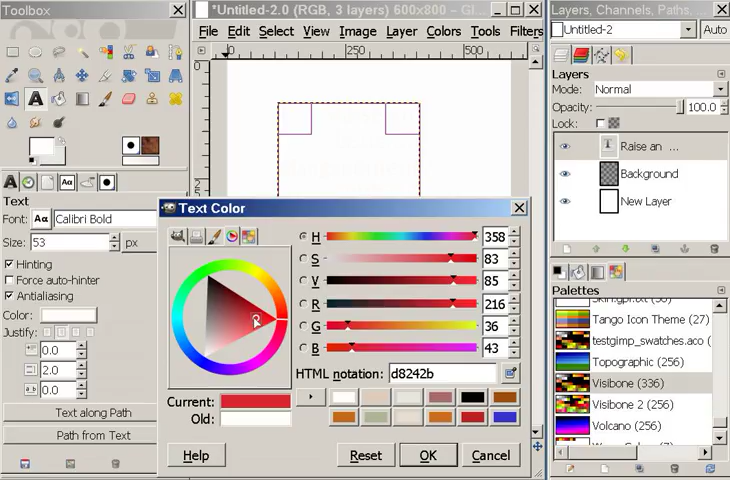 Toolbox
*Untitled-2.0 (RGB, 3 layers) 600x800 – GI
Layers, Channels, Paths, ...
File Edit Select View Image Layer Colors Tools Filters
Untitled-2
Auto
0 250 500
0
Layers
Mode: Normal
Opacity: 100.0
Lock:
Raise an ...
Background
New Layer
Text
Font: Aa Calibri Bold
Size: 53 px
Hinting
Force auto-hinter
Antialiasing
Color:
Justify:
0.0
2.0
0.0
Text along Path
Path from Text
Text Color
H 358
S 83
V 85
R 216
G 36
B 43
HTML notation: d8242b
Current:
Old:
Help Reset OK Cancel
Palettes
Tango Icon Theme (27)
testgimp_swatches.aco (
Topographic (256)
Visibone (336)
Visibone 2 (256)
Volcano (256)